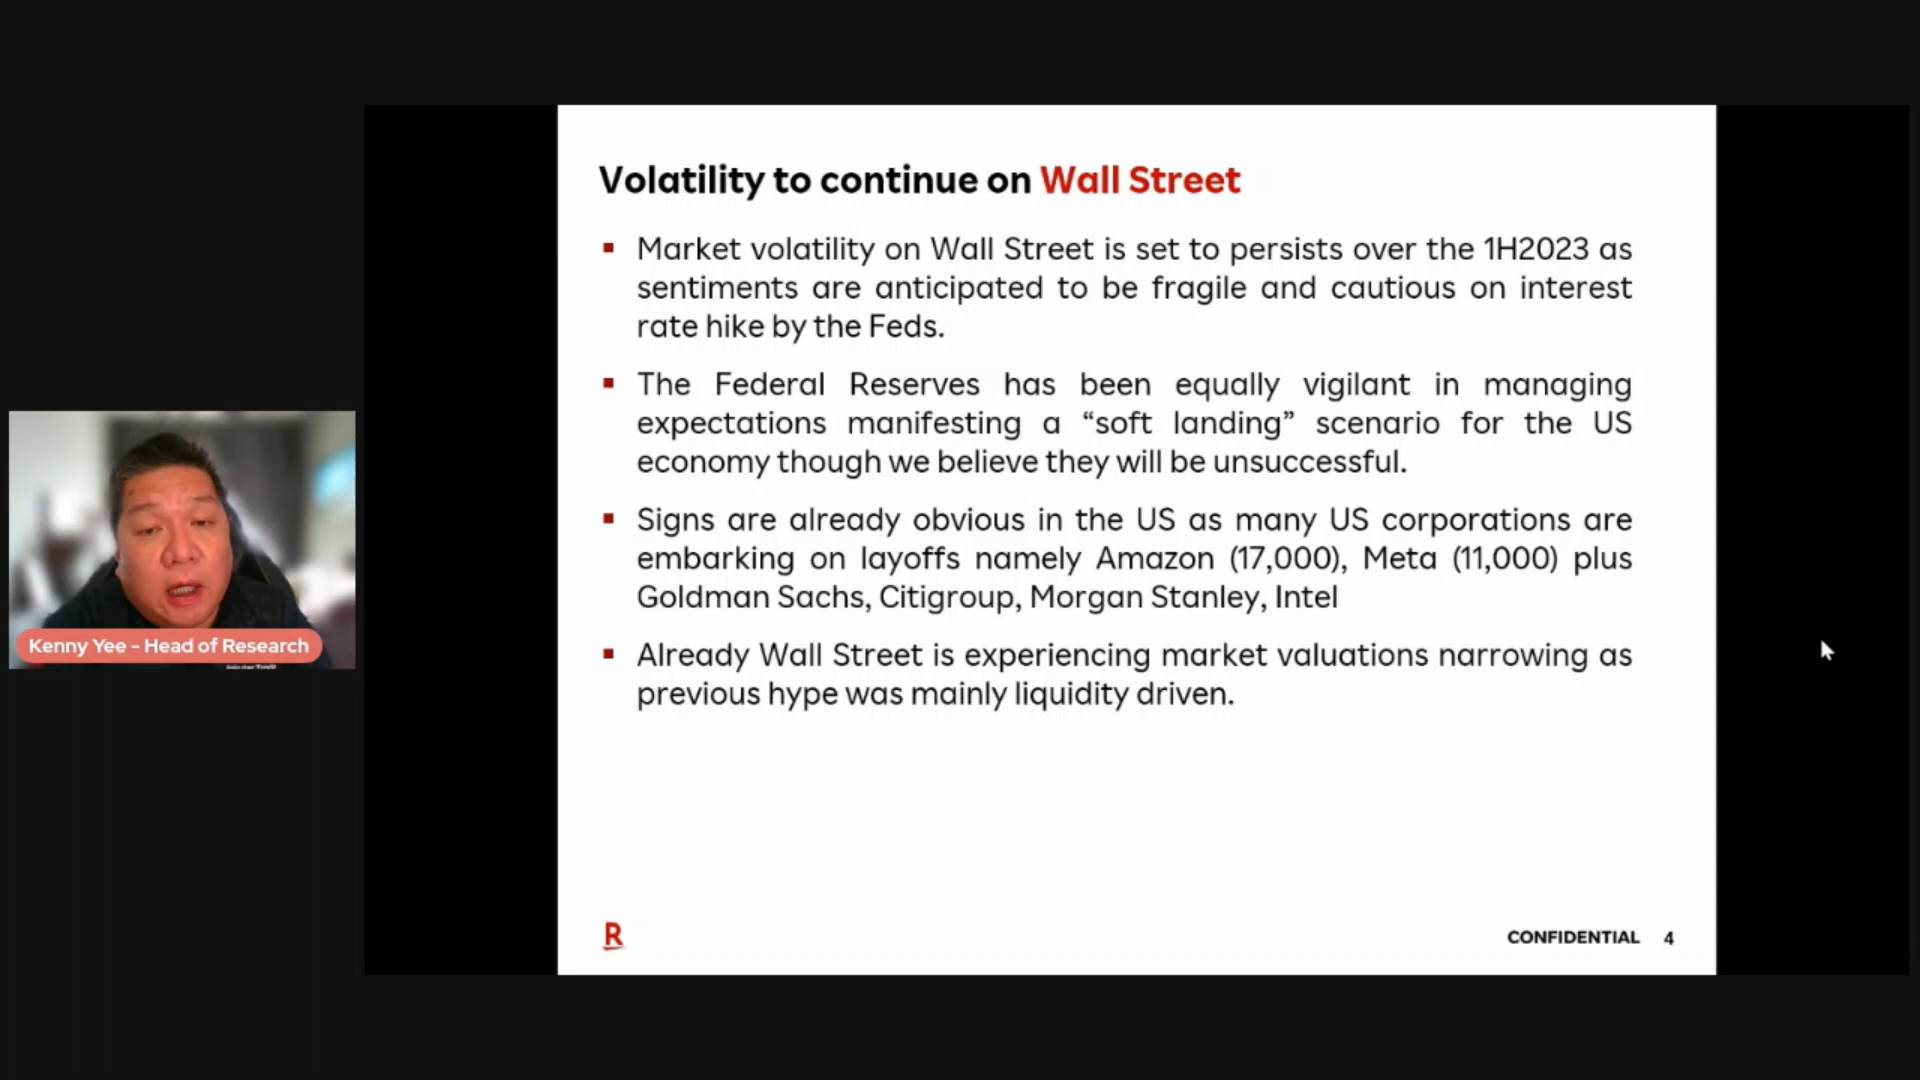 Volatility to continue on Wall Street
Market volatility on Wall Street is set to persists over the 1H2023 as
sentiments are anticipated to be fragile and cautious on interest
rate hike by the Feds.
The Federal Reserves has been equally vigilant in managing
expectations manifesting a “soft landing” scenario for the US
economy though we believe they will be unsuccessful.
Signs are already obvious in the US as many US corporations are
embarking on layoffs namely Amazon (17,000), Meta (11,000) plus
Goldman Sachs, Citigroup, Morgan Stanley, Intel
Already Wall Street is experiencing market valuations narrowing as
previous hype was mainly liquidity driven.
Kenny Yee - Head of Research
R
CONFIDENTIAL 4